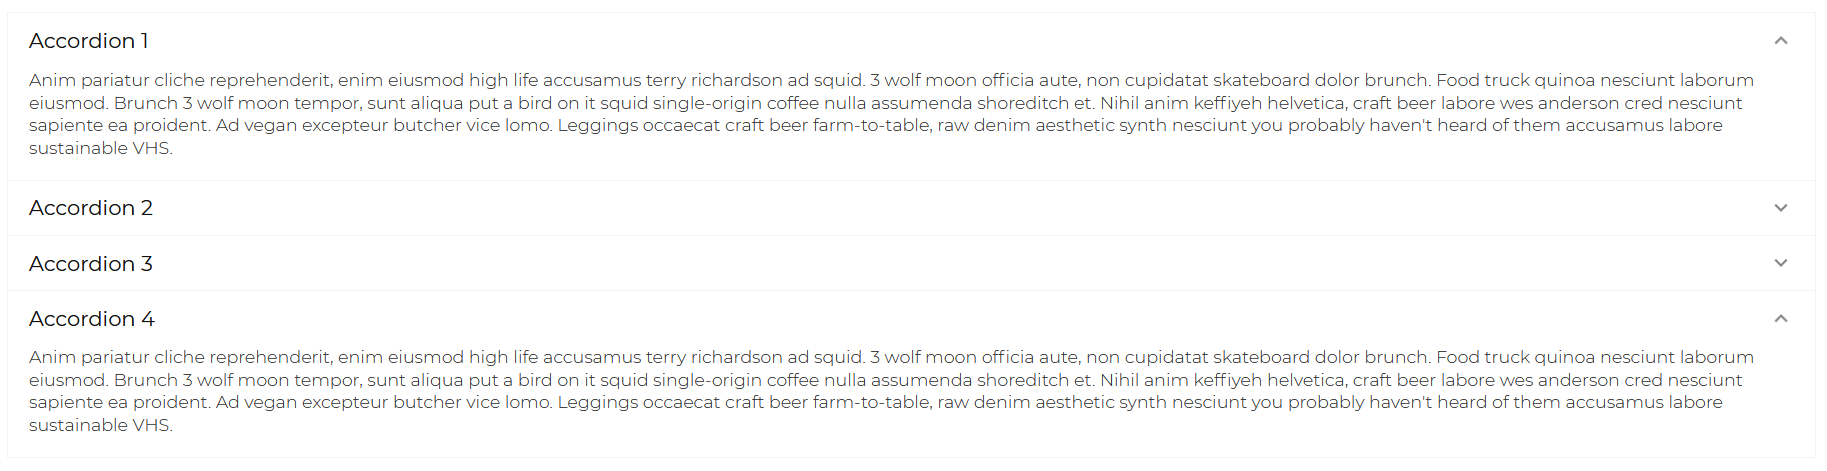 Accordion 1
Anim pariatur cliche reprehenderit, enim eiusmod high life accusamus terry richardson ad squid. 3 wolf moon officia aute, non cupidatat skateboard dolor brunch. Food truck quinoa nesciunt laborum
eiusmod. Brunch 3 wolf moon tempor, sunt aliqua put a bird on it squid single-origin coffee nulla assumenda shoreditch et. Nihil anim keffiyeh helvetica, craft beer labore wes anderson cred nesciunt
sapiente ea proident. Ad vegan excepteur butcher vice lomo. Leggings occaecat craft beer farm-to-table, raw denim aesthetic synth nesciunt you probably haven't heard of them accusamus labore
sustainable VHS.
Accordion 2
Accordion 3
Accordion 4
Anim pariatur cliche reprehenderit, enim eiusmod high life accusamus terry richardson ad squid. 3 wolf moon officia aute, non cupidatat skateboard dolor brunch. Food truck quinoa nesciunt laborum
eiusmod. Brunch 3 wolf moon tempor, sunt aliqua put a bird on it squid single-origin coffee nulla assumenda shoreditch et. Nihil anim keffiyeh helvetica, craft beer labore wes anderson cred nesciunt
sapiente ea proident. Ad vegan excepteur butcher vice lomo. Leggings occaecat craft beer farm-to-table, raw denim aesthetic synth nesciunt you probably haven't heard of them accusamus labore
sustainable VHS.